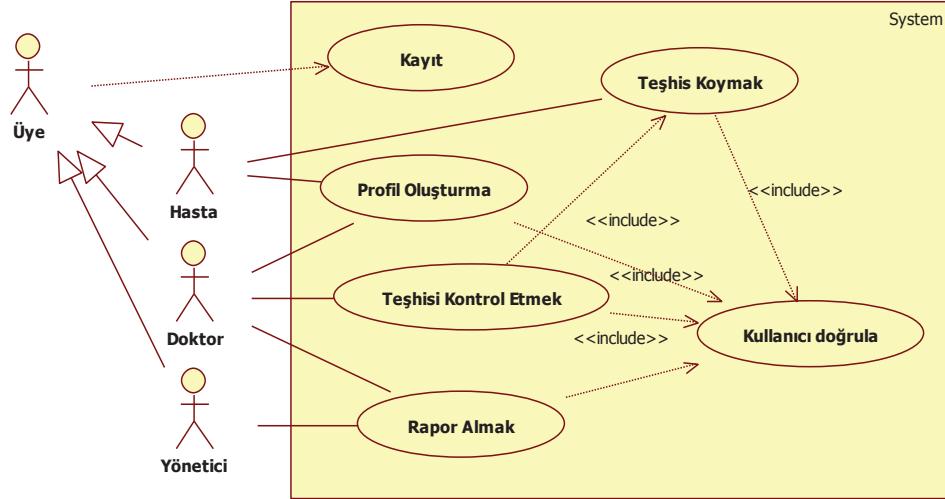 System
Kayıt
Teşhis Koymak
Üye
Hasta
Profil Oluşturma
<<include>>
<<include>>
<<include>>
Teşhisi Kontrol Etmek
Doktor
<<include>>
Kullanıcı doğrula
Rapor Almak
Yönetici